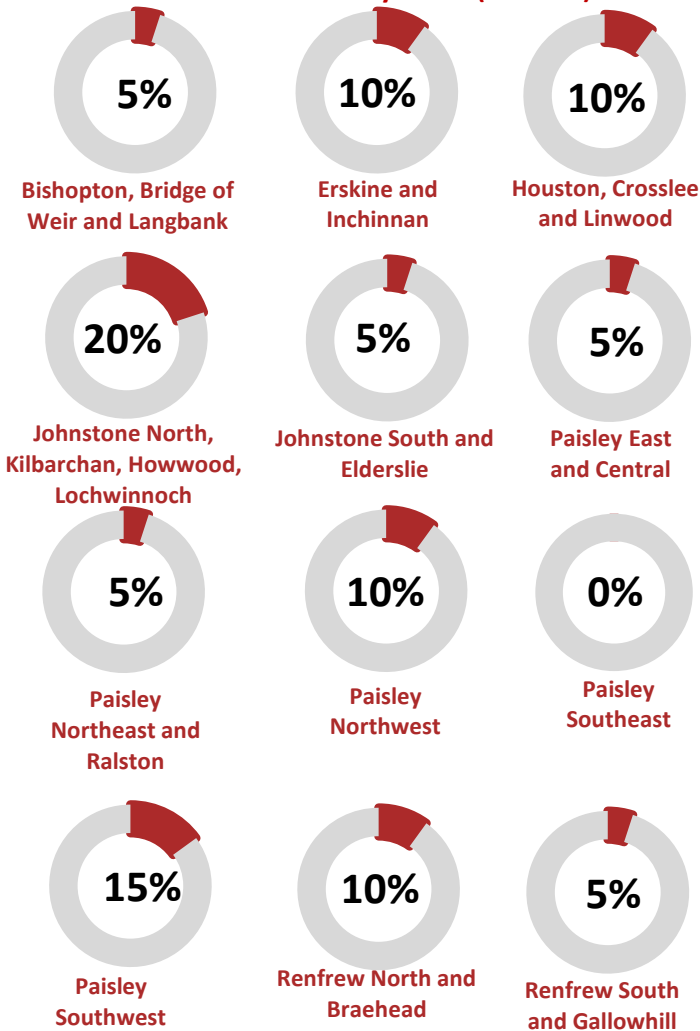 5%
Bishopton, Bridge of
Weir and Langbank
10%
Erskine and
Inchinnan
10%
Houston, Crosslee
and Linwood
20%
Johnstone North,
Kilbarchan, Howwood,
Lochwinnoch
5%
Johnstone South and
Elderslie
5%
Paisley East
and Central
5%
Paisley
Northeast and
Ralston
10%
Paisley
Northwest
0%
Paisley
Southeast
15%
Paisley
Southwest
10%
Renfrew North and
Braehead
5%
Renfrew South
and Gallowhill